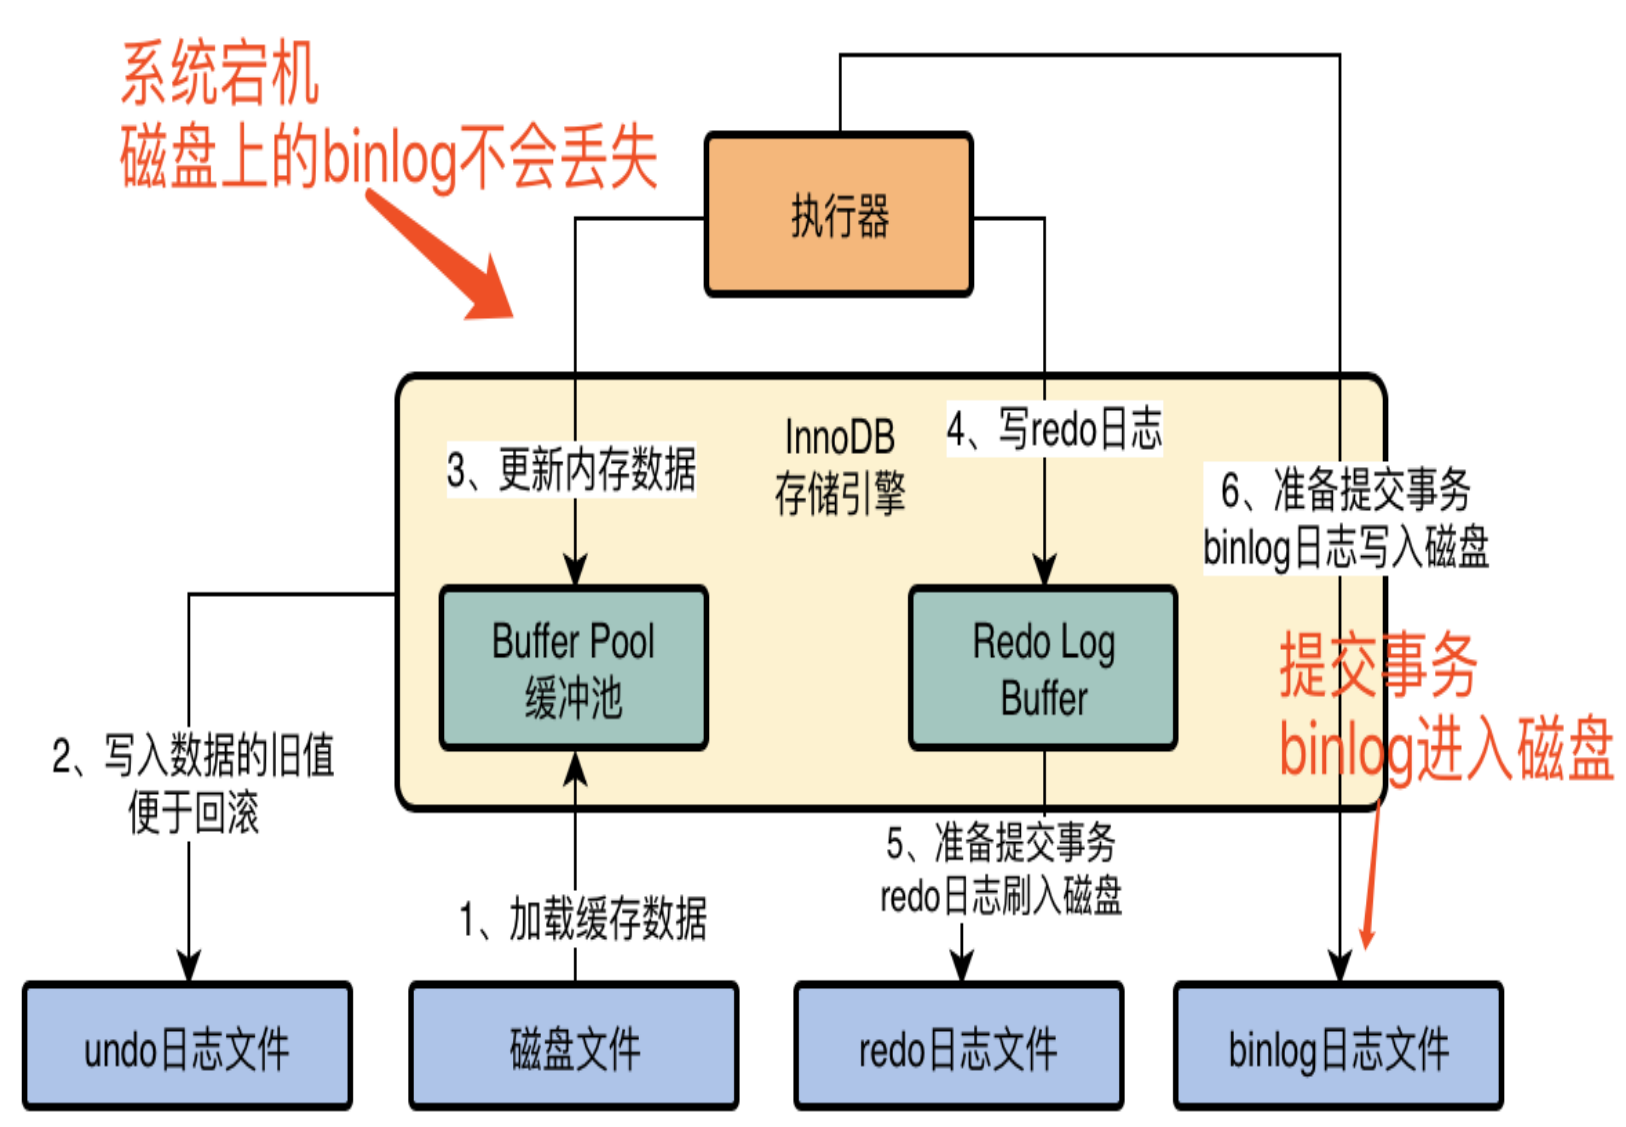 系统宕机
磁盘上的binlog不会丢失
执行器
InnoDB
存储引擎
3、更新内存数据
4、写redo日志
6、准备提交事务
binlog日志写入磁盘
Buffer Pool
缓冲池
Redo Log
Buffer
提交事务
binlog进入磁盘
2、写入数据的旧值
便于回滚
1、加载缓存数据
5、准备提交事务
redo日志刷入磁盘
undo日志文件
磁盘文件
redo日志文件
binlog日志文件